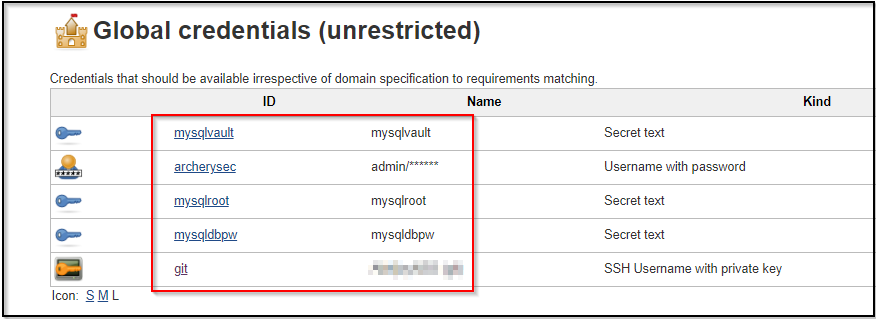 Global credentials (unrestricted)
Credentials that should be available irrespective of domain specification to requirements matching.
ID Name Kind
mysqlvault mysqlvault Secret text
archerysec admin/****** Username with password
mysqlroot mysqlroot Secret text
mysqldbpw mysqldbpw Secret text
git SSH Username with private key
Icon: S M L